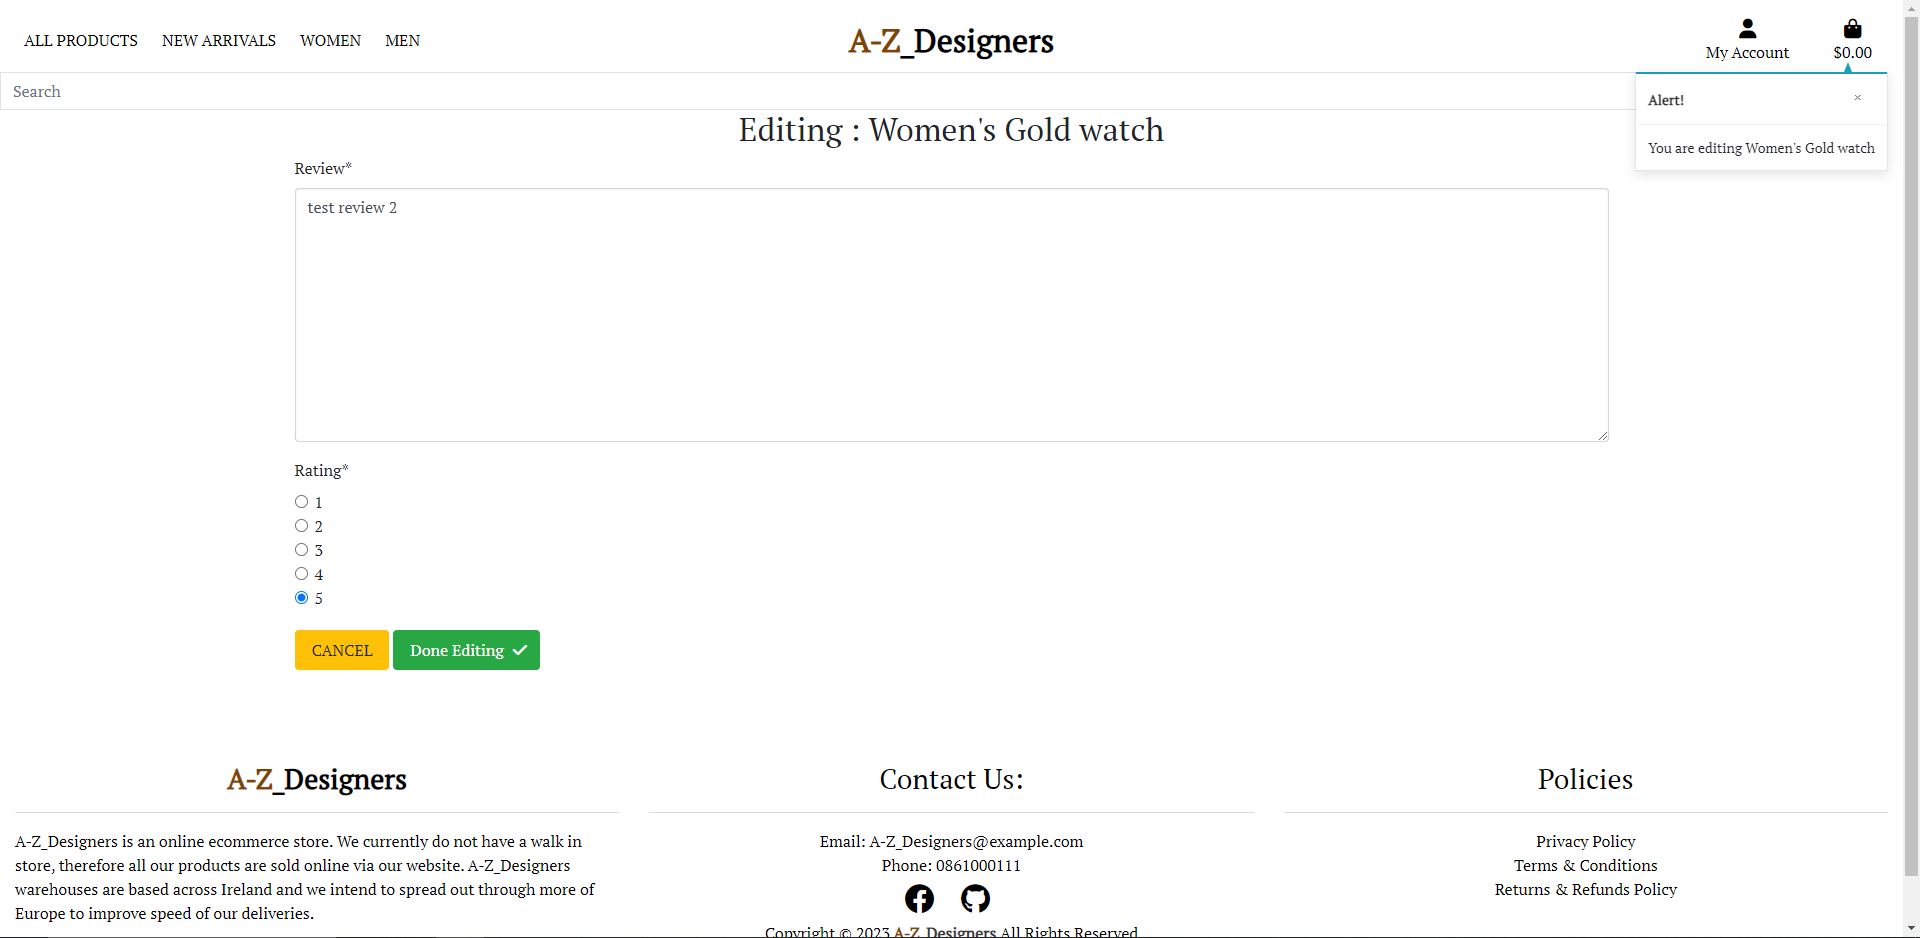 ALL PRODUCTS NEW ARRIVALS WOMEN MEN
A-Z_Designers
My Account
$0.00
Search
Alert!
×
You are editing Women's Gold watch
Editing : Women's Gold watch
Review*
test review 2
Rating*
1
2
3
4
5
CANCEL Done Editing
A-Z_Designers
A-Z_Designers is an online ecommerce store. We currently do not have a walk in
store, therefore all our products are sold online via our website. A-Z_Designers
warehouses are based across Ireland and we intend to spread out through more of
Europe to improve speed of our deliveries.
Contact Us:
Email: A-Z_Designers@example.com
Phone: 0861000111
Copyright © 2023 A-Z_Designers All Rights Reserved
Policies
Privacy Policy
Terms & Conditions
Returns & Refunds Policy